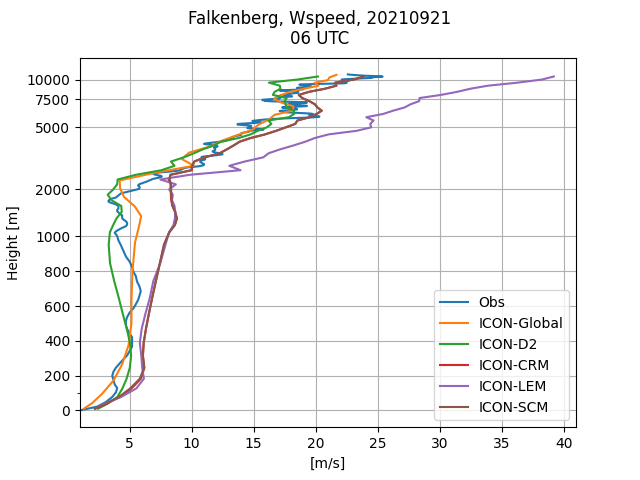 Falkenberg, Wspeed, 20210921
06 UTC
Height [m]
10000
7500
5000
2000
1000
800
600
400
200
0
5 10 15 20 25 30 35 40
[m/s]
Obs
ICON-Global
ICON-D2
ICON-CRM
ICON-LEM
ICON-SCM